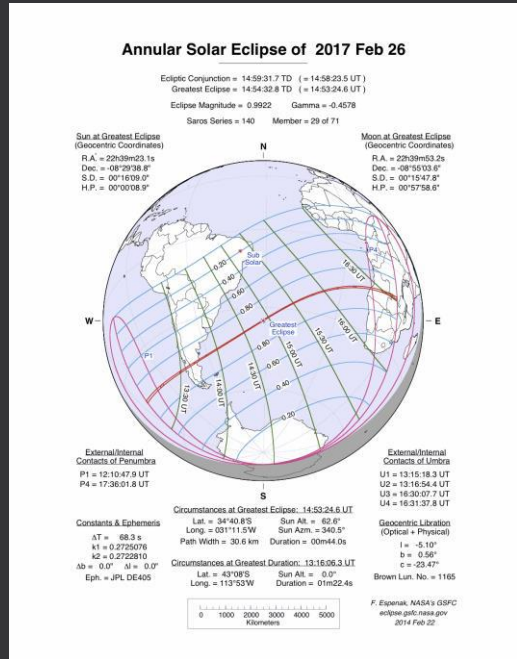 Annular Solar Eclipse of 2017 Feb 26
Ecliptic Conjunction = 14:59:31.7 TD ( = 14:58:23.5 UT )
Greatest Eclipse = 14:54:32.8 TD ( = 14:53:24.6 UT )
Eclipse Magnitude = 0.9922 Gamma = -0.4578
Saros Series = 140 Member = 29 of 71
Sun at Greatest Eclipse
(Geocentric Coordinates)
R.A. = 22h39m23.1s
Dec. = -08°29'38.8"
S.D. = 00°16'09.0"
H.P. = 00°00'08.9"
Moon at Greatest Eclipse
(Geocentric Coordinates)
R.A. = 22h39m53.2s
Dec. = -08°55'03.6"
S.D. = 00°15'47.8"
H.P. = 00°57'58.6"
N
P4
Sub
Solar
16:30 UT
0.20
0.40
0.60
0.80
W
E
Greatest
Eclipse
16:00 UT
15:30 UT
P1
0.80
15:00 UT
0.60
14:30 UT
0.40
14:00 UT
13:30 UT
0.20
S
External/Internal
Contacts of Penumbra
P1 = 12:10:47.9 UT
P4 = 17:36:01.8 UT
External/Internal
Contacts of Umbra
U1 = 13:15:18.3 UT
U2 = 13:16:54.4 UT
U3 = 16:30:07.7 UT
U4 = 16:31:37.8 UT
Constants & Ephemeris
ΔT = 68.3 s
k1 = 0.2725076
k2 = 0.2722810
Δb = 0.0" Δl = 0.0"
Eph. = JPL DE405
Circumstances at Greatest Eclipse: 14:53:24.6 UT
Lat. = 34°40.8'S Sun Alt. = 62.6°
Long. = 031°11.5'W Sun Azm. = 340.5°
Path Width = 30.6 km Duration = 00m44.0s
Circumstances at Greatest Duration: 13:16:06.3 UT
Lat. = 43°08'S Sun Alt. = 0.0°
Long. = 113°53'W Duration = 01m22.4s
Geocentric Libration
(Optical + Physical)
l = -5.10°
b = 0.56°
c = -23.47°
Brown Lun. No. = 1165
0 1000 2000 3000 4000 5000
Kilometers
F. Espenak, NASA's GSFC
eclipse.gsfc.nasa.gov
2014 Feb 22